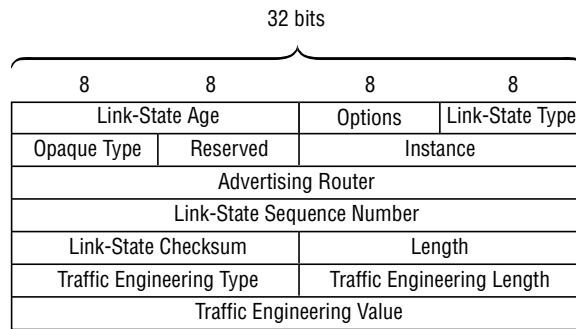 32 bits
8 8 8 8
Link-State Age Options Link-State Type
Opaque Type Reserved Instance
Advertising Router
Link-State Sequence Number
Link-State Checksum Length
Traffic Engineering Type Traffic Engineering Length
Traffic Engineering Value